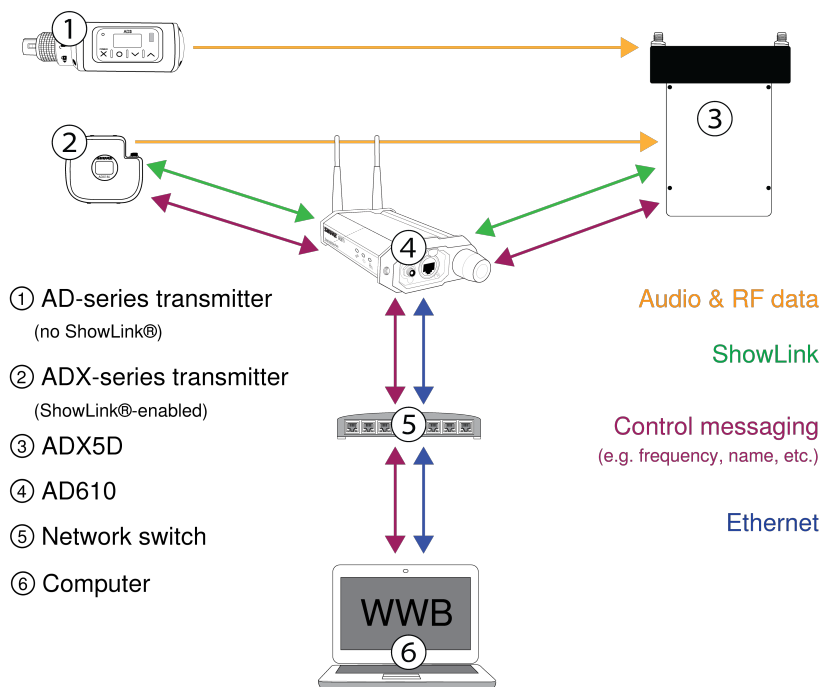 1
2
3
4
① AD-series transmitter
(no ShowLink®)
② ADX-series transmitter
(ShowLink®-enabled)
③ ADX5D
④ AD610
⑤ Network switch
⑥ Computer
Audio & RF data
ShowLink
Control messaging
(e.g. frequency, name, etc.)
Ethernet
5
WWB
6